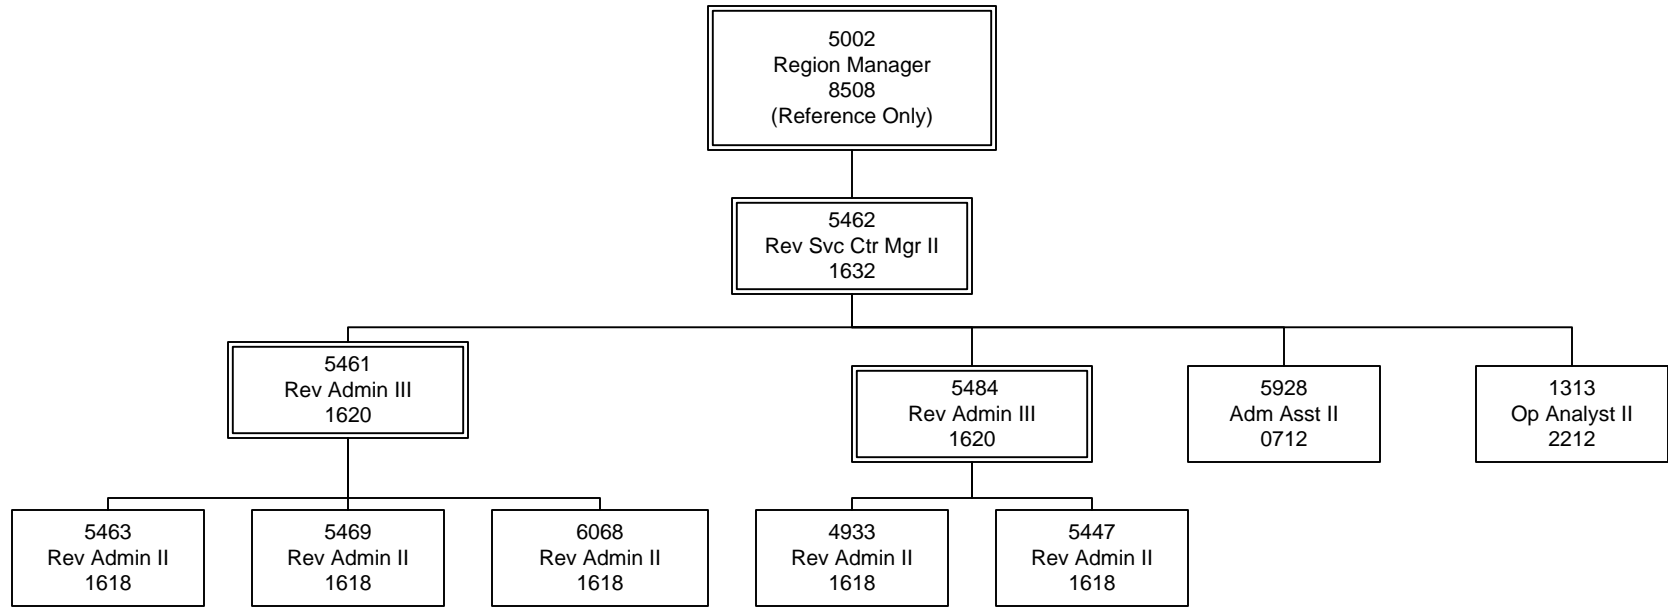 5002
Region Manager
8508
(Reference Only)
5462
Rev Svc Ctr Mgr II
1632
5461
Rev Admin III
1620
5484
Rev Admin III
1620
5928
Adm Asst II
0712
1313
Op Analyst II
2212
5463
Rev Admin II
1618
5469
Rev Admin II
1618
6068
Rev Admin II
1618
4933
Rev Admin II
1618
5447
Rev Admin II
1618